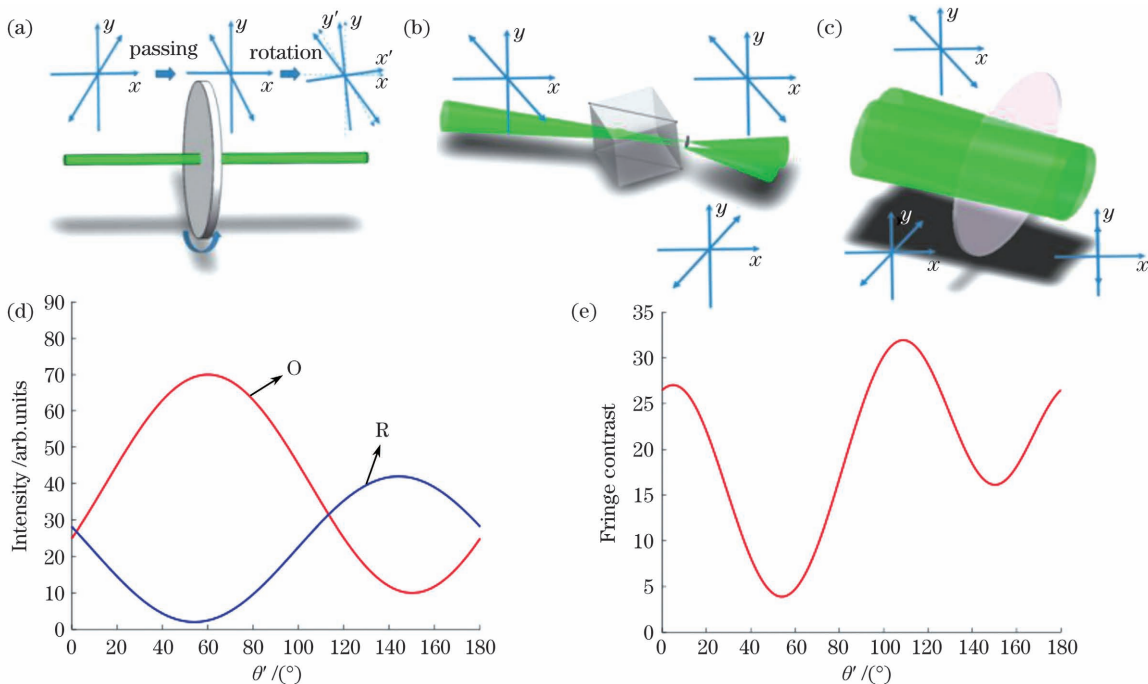 (a)
y
x
passing
y
x
rotation
y′ y
x′
x
(b)
y
x
y
x
y
x
(c)
y
x
y
x
y
x
(d)
90
80
70
60
50
40
30
20
10
0
Intensity /arb.units
O
R
0 20 40 60 80 100 120 140 160 180
θ′ /(°)
(e)
35
30
25
20
15
10
5
0
Fringe contrast
0 20 40 60 80 100 120 140 160 180
θ′ /(°)